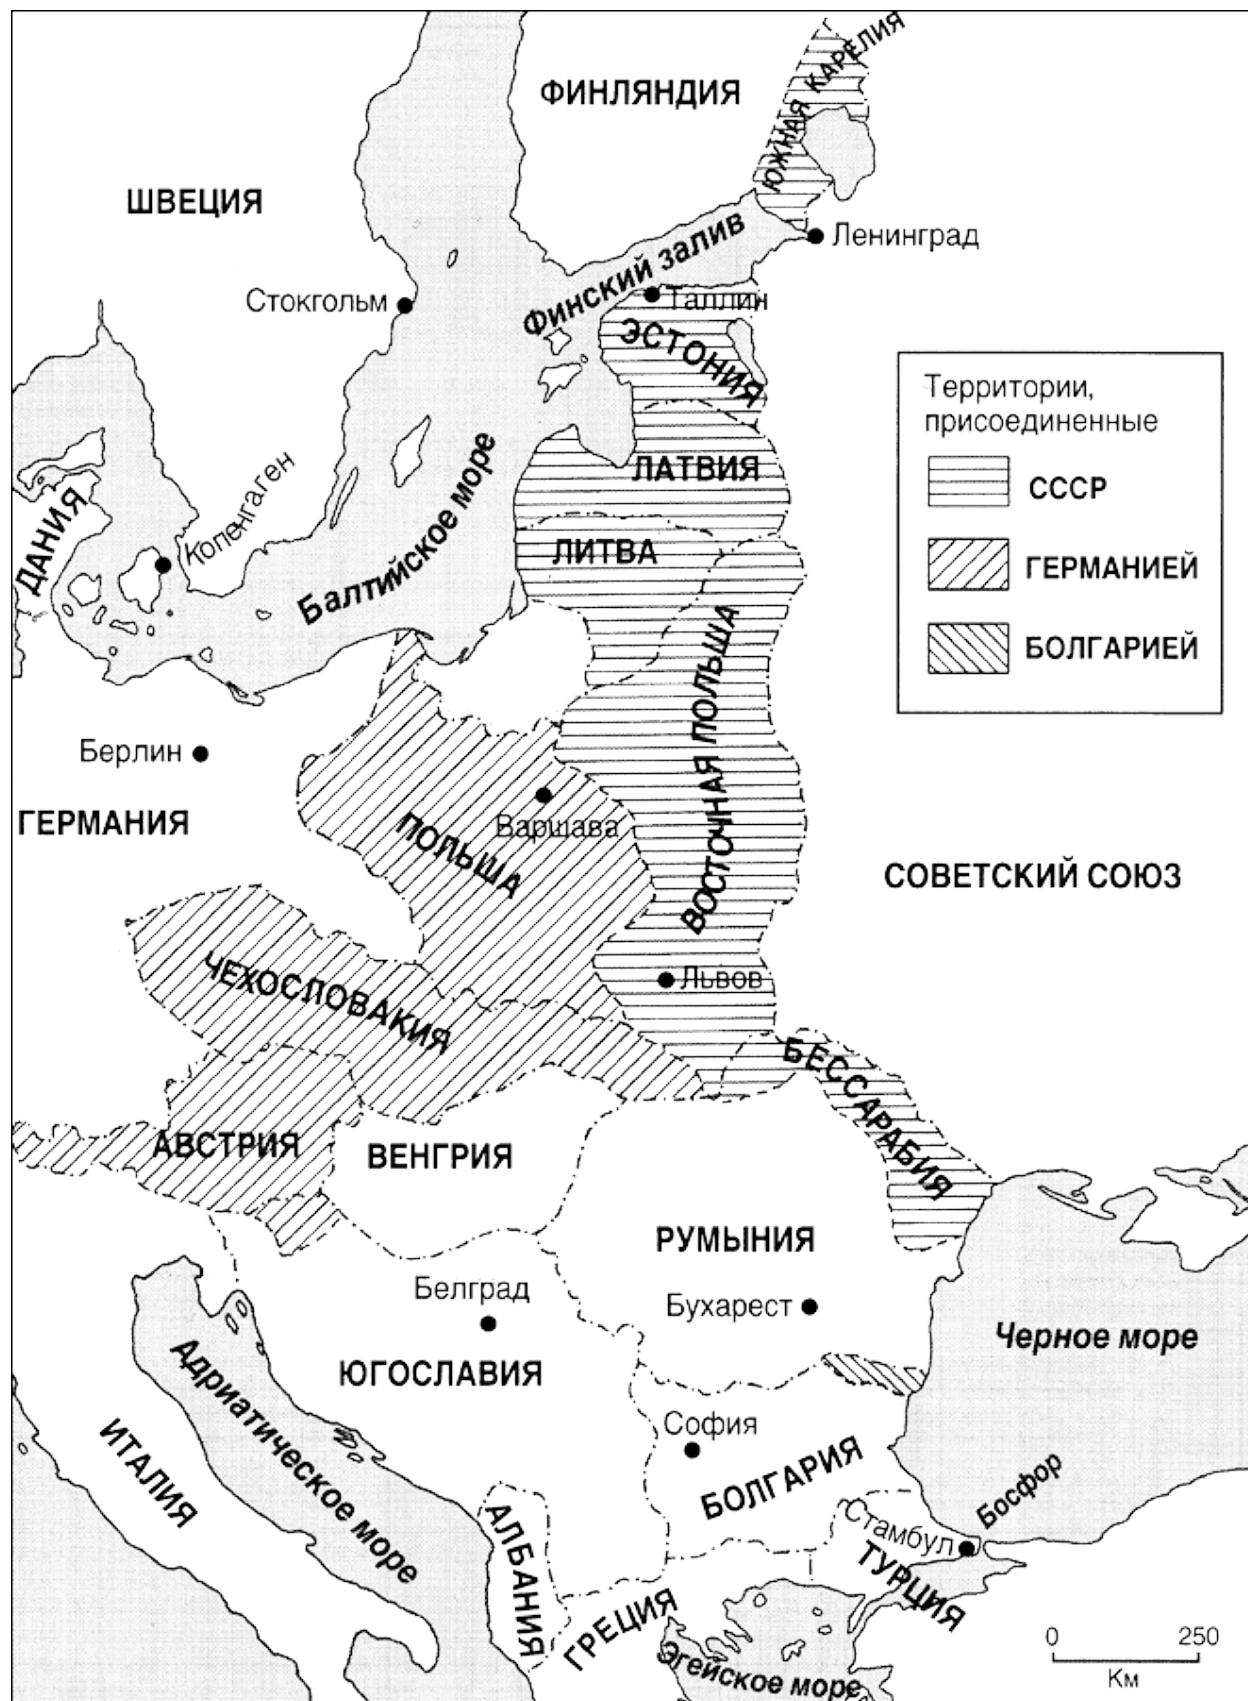 ФИНЛЯНДИЯ
ЮЖНАЯ КАРЕЛИЯ
ШВЕЦИЯ
Ленинград
Финский залив
Стокгольм
Таллин
ЭСТОНИЯ
Территории,
присоединенные
СССР
ГЕРМАНИЕЙ
БОЛГАРИЕЙ
ЛАТВИЯ
Балтийское море
Копенгаген
ДАНИЯ
ЛИТВА
ВОСТОЧНАЯ ПОЛЬША
Берлин
ГЕРМАНИЯ
Варшава
ПОЛЬША
СОВЕТСКИЙ СОЮЗ
Львов
ЧЕХОСЛОВАКИЯ
БЕССАРАБИЯ
АВСТРИЯ
ВЕНГРИЯ
РУМЫНИЯ
Белград
Бухарест
Черное море
ЮГОСЛАВИЯ
Адриатическое море
ИТАЛИЯ
София
БОЛГАРИЯ
Босфор
Стамбул
ТУРЦИЯ
АЛБАНИЯ
ГРЕЦИЯ
Эгейское море
0 250
Км